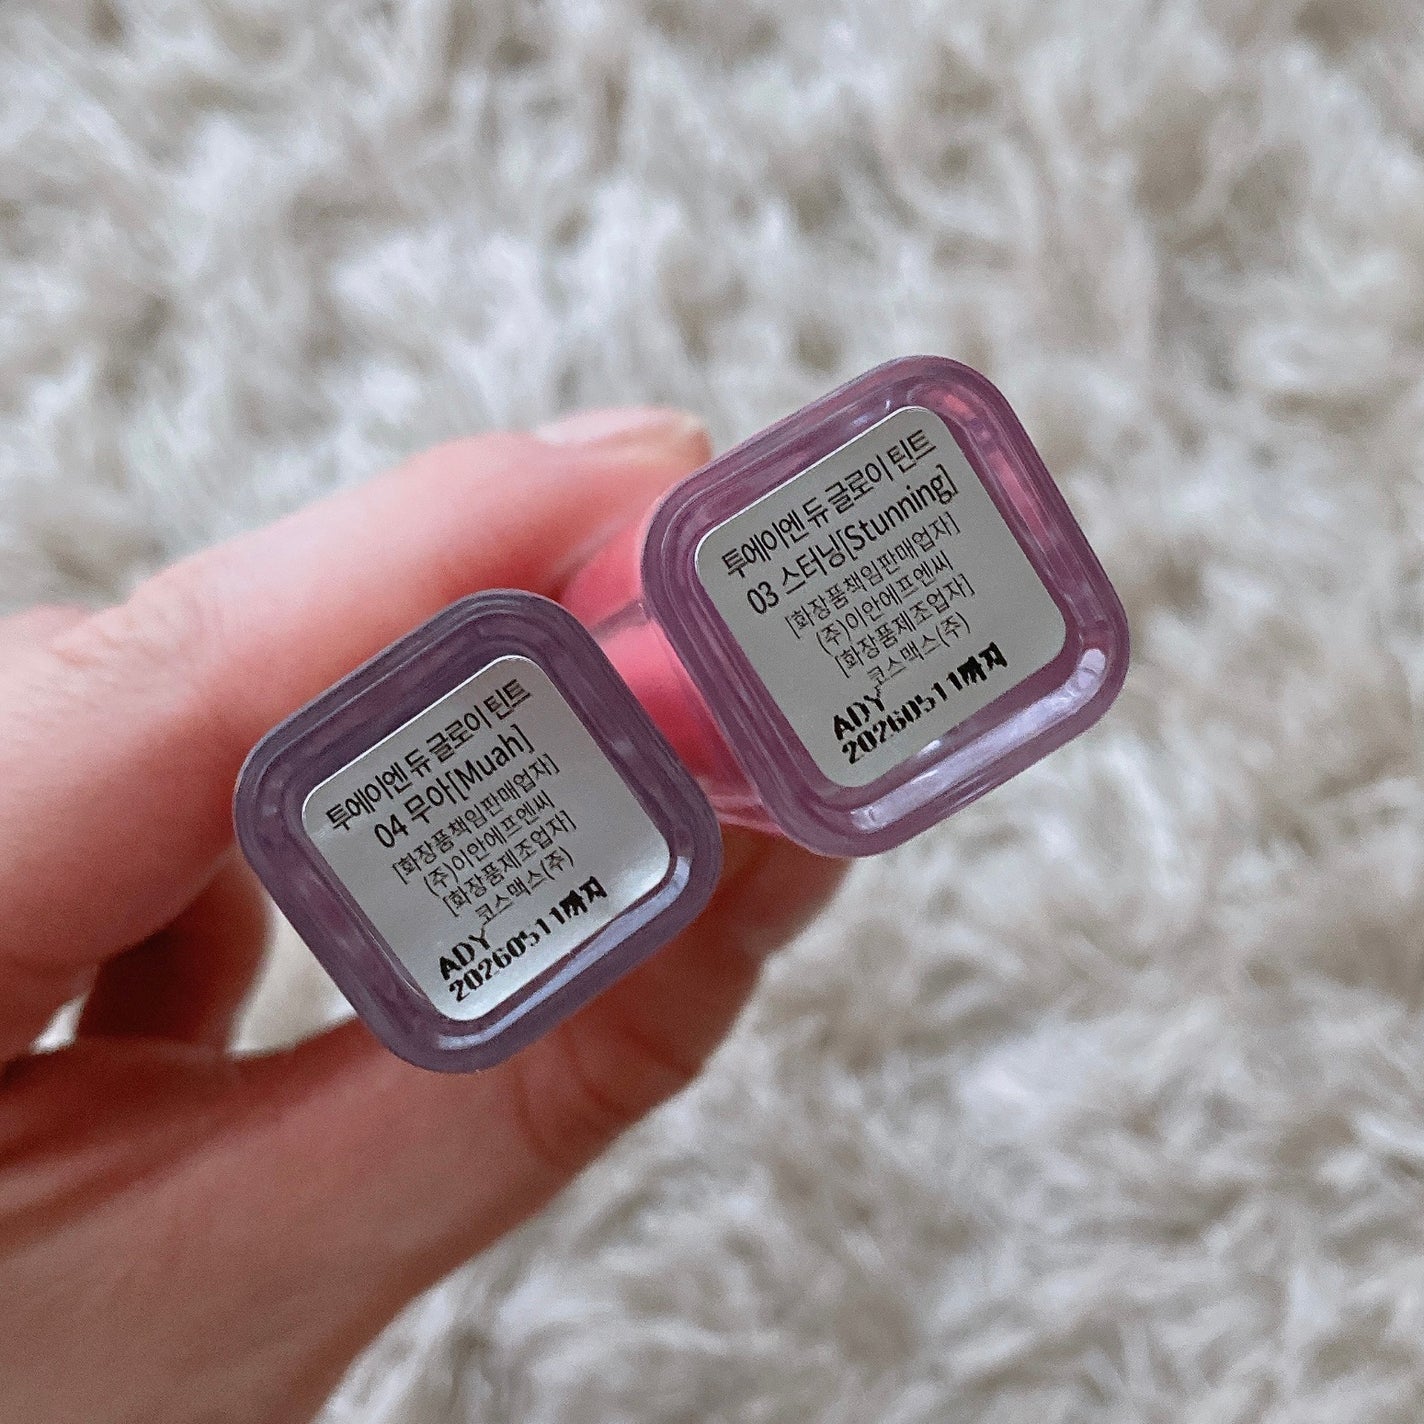 투에이엔 듀 글로이 틴트
04 무아[Muah]
[화장품책임판매업자]
(주)이안에프엔씨
[화장품제조업자]
코스맥스(주)
ADY
20260511까지
투에이엔 듀 글로이 틴트
03 스터닝[Stunning]
[화장품책임판매업자]
(주)이안에프엔씨
[화장품제조업자]
코스맥스(주)
ADY
20260511까지